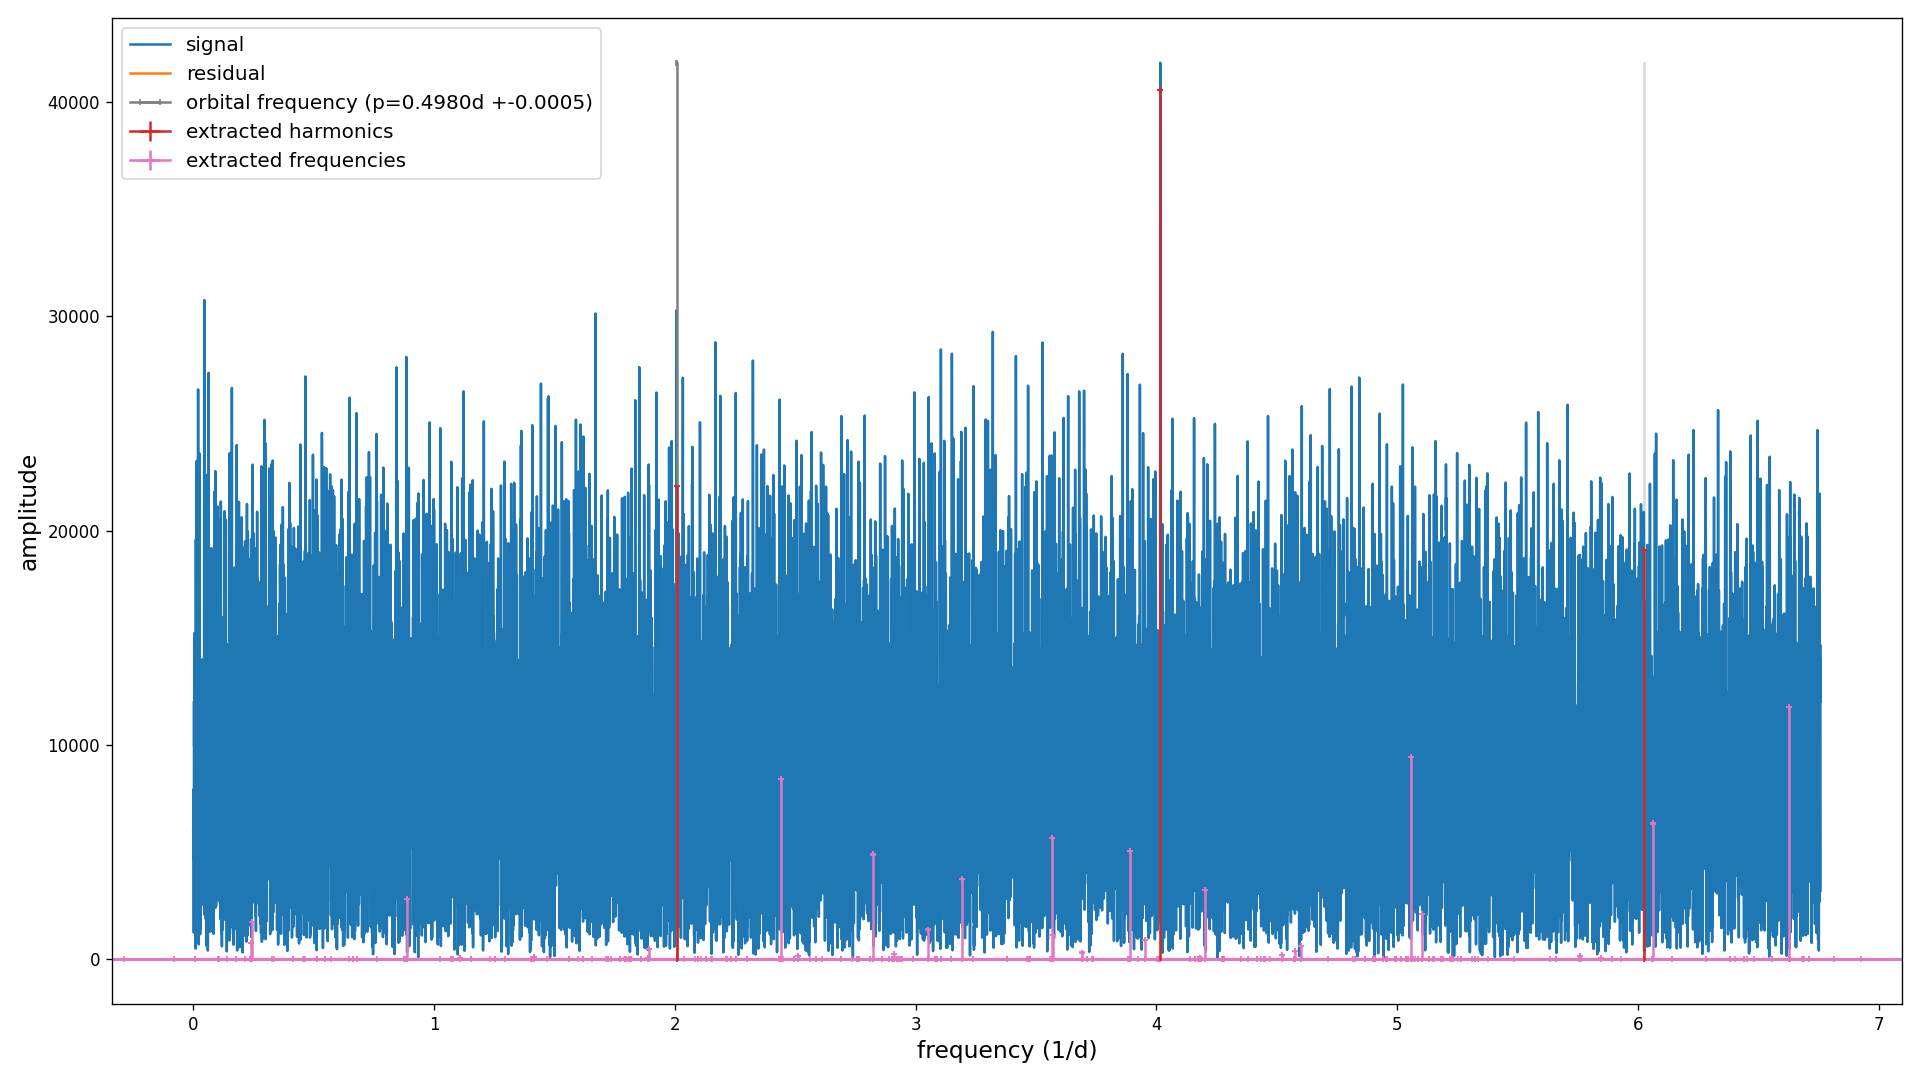 signal
residual
orbital frequency (p=0.4980d +-0.0005)
extracted harmonics
extracted frequencies
amplitude
40000
30000
20000
10000
0
0 1 2 3 4 5 6 7
frequency (1/d)